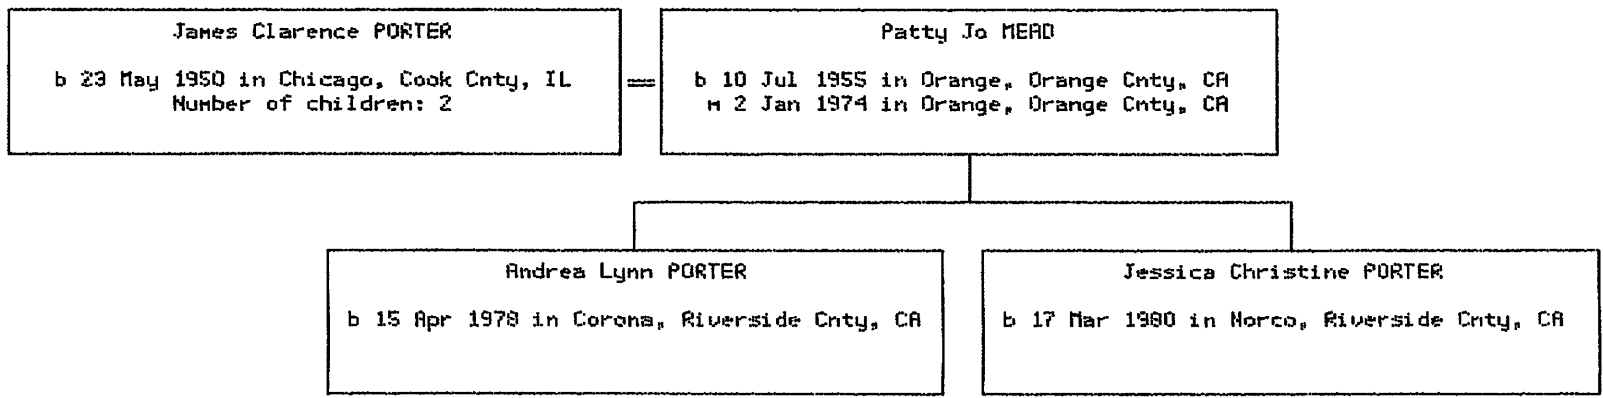 James Clarence PORTER
b 23 May 1950 in Chicago, Cook Cnty, IL
Number of children: 2
Patty Jo MEAD
b 10 Jul 1955 in Orange, Orange Cnty, CA
m 2 Jan 1974 in Orange, Orange Cnty, CA
Andrea Lynn PORTER
b 15 Apr 1978 in Corona, Riverside Cnty, CA
Jessica Christine PORTER
b 17 Mar 1980 in Norco, Riverside Cnty, CA